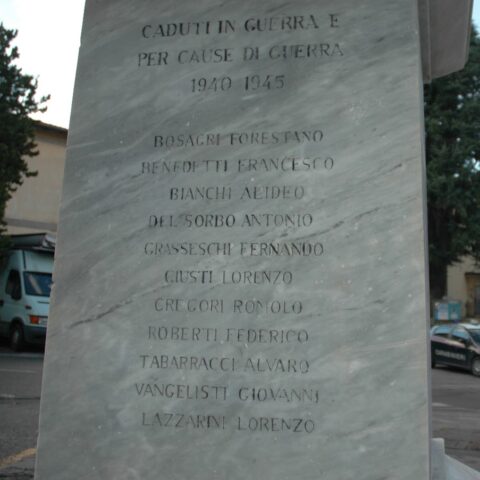 CADUTI IN GUERRA E
PER CAUSE DI GUERRA
1940 1945
BOSAGRI FORESTANO
BENEDETTI FRANCESCO
BIANCHI ALIDEO
DEL SORBO ANTONIO
GRASSESCHI FERNANDO
GIUSTI LORENZO
GREGORI ROMOLO
ROBERTI FEDERICO
TABARRACCI ALVARO
VANGELISTI GIOVANNI
LAZZARINI LORENZO